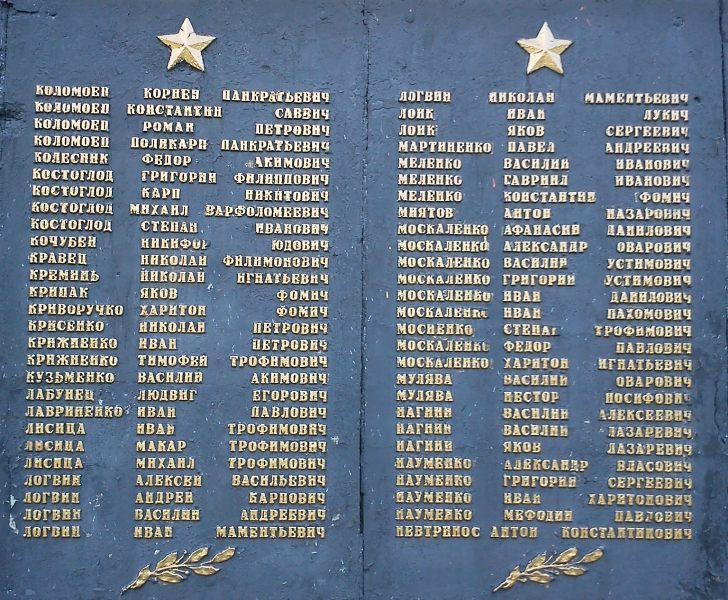 КОЛОМОЕЦ КОРНЕЙ ПАНКРАТЬЕВИЧ
КОЛОМОЕЦ КОНСТАНТИН САВВИЧ
КОЛОМОЕЦ РОМАН ПЕТРОВИЧ
КОЛОМОЕЦ ПОЛИКАРП ПАНКРАТЬЕВИЧ
КОЛЕСНИК ФЕДОР АКИМОВИЧ
КОСТОГЛОД ГРИГОРИЙ ФИЛИППОВИЧ
КОСТОГЛОД КАРП НИКИТОВИЧ
КОСТОГЛОД МИХАИЛ ВАРФОЛОМЕЕВИЧ
КОСТОГЛОД СТЕПАН ИВАНОВИЧ
КОЧУБЕЙ НИКИФОР ЮДОВИЧ
КРАВЕЦ НИКОЛАЙ ФИЛИМОНОВИЧ
КРЕМИНЬ НИКОЛАЙ ИГНАТЬЕВИЧ
КРИПАК ЯКОВ ФОМИЧ
КРИВОРУЧКО ХАРИТОН ФОМИЧ
КРИСЕНКО НИКОЛАЙ ПЕТРОВИЧ
КРИЖНЕНКО ИВАН ПЕТРОВИЧ
КРИЖНЕНКО ТИМОФЕЙ ТРОФИМОВИЧ
КУЗЬМЕНКО ВАСИЛИЙ АКИМОВИЧ
ЛАБУНЕЦ ЛЮДВИГ ЕГОРОВИЧ
ЛАВРИНЕНКО ИВАН ПАВЛОВИЧ
ЛИСИЦА ИВАН ТРОФИМОВИЧ
ЛИСИЦА МАКАР ТРОФИМОВИЧ
ЛИСИЦА МИХАИЛ ТРОФИМОВИЧ
ЛОГВИН АЛЕКСЕЙ ВАСИЛЬЕВИЧ
ЛОГВИН АНДРЕЙ КАРПОВИЧ
ЛОГВИН ВАСИЛИЙ АНДРЕЕВИЧ
ЛОГВИН ИВАН МАМЕНТЬЕВИЧ
ЛОГВИН НИКОЛАЙ МАМЕНТЬЕВИЧ
ЛОИК ИВАН ЛУКИЧ
ЛОИК ЯКОВ СЕРГЕЕВИЧ
МАРТИНЕНКО ПАВЕЛ АНДРЕЕВИЧ
МЕЛЕНКО ВАСИЛИЙ ИВАНОВИЧ
МЕЛЕНКО ГАВРИИЛ ИВАНОВИЧ
МЕЛЕНКО КОНСТАНТИН ФОМИЧ
МИЯТОВ АНТОН НАЗАРОВИЧ
МОСКАЛЕНКО АФАНАСИЙ ДАНИЛОВИЧ
МОСКАЛЕНКО АЛЕКСАНДР ОВАРОВИЧ
МОСКАЛЕНКО ВАСИЛИЙ УСТИМОВИЧ
МОСКАЛЕНКО ГРИГОРИЙ УСТИМОВИЧ
МОСКАЛЕНКО ИВАН ДАНИЛОВИЧ
МОСКАЛЕНКО ИВАН ПАХОМОВИЧ
МОСИЕНКО СТЕПАН ТРОФИМОВИЧ
МОСКАЛЕНКО ФЕДОР ПАВЛОВИЧ
МОСКАЛЕНКО ХАРИТОН ИГНАТЬЕВИЧ
МУЛЯВА ВАСИЛИЙ ОВАРОВИЧ
МУЛЯВА НЕСТОР ИОСИФОВИЧ
НАГНИЙ ВАСИЛИЙ АЛЕКСЕЕВИЧ
НАГНИЙ ВАСИЛИЙ ЛАЗАРЕВИЧ
НАГНИЙ ЯКОВ ЛАЗАРЕВИЧ
НАУМЕНКО АЛЕКСАНДР ВЛАСОВИЧ
НАУМЕНКО ГРИГОРИЙ СЕРГЕЕВИЧ
НАУМЕНКО ИВАН ХАРИТОНОВИЧ
НАУМЕНКО МЕФОДИЙ ПАВЛОВИЧ
НЕВТРИНОС АНТОН КОНСТАНТИНОВИЧ